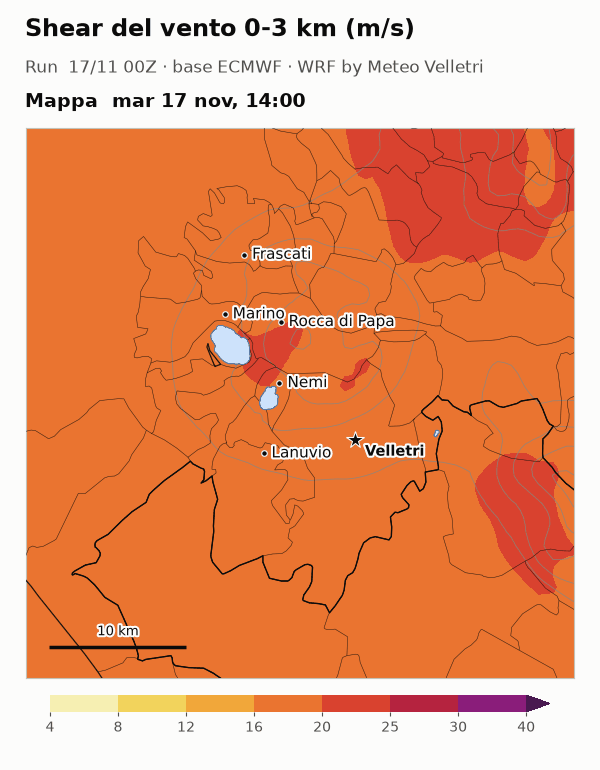 Shear del vento 0-3 km (m/s)
Run  17/11 00Z · base ECMWF · WRF by Meteo Velletri
Mappa  mar 17 nov, 14:00
Frascati
Marino
Rocca di Papa
Nemi
Velletri
Lanuvio
10 km
4 8 12 16 20 25 30 40